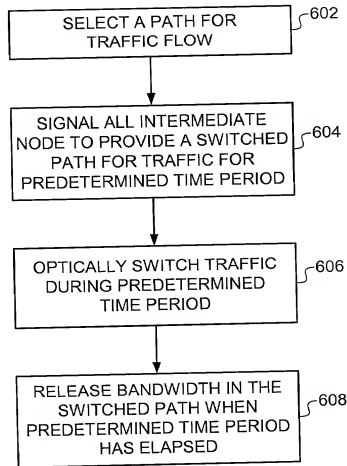 SELECT A PATH FOR
TRAFFIC FLOW
602
SIGNAL ALL INTERMEDIATE
NODE TO PROVIDE A SWITCHED
PATH FOR TRAFFIC FOR
PREDETERMINED TIME PERIOD
604
OPTICALLY SWITCH TRAFFIC
DURING PREDETERMINED
TIME PERIOD
606
RELEASE BANDWIDTH IN THE
SWITCHED PATH WHEN
PREDETERMINED TIME PERIOD
HAS ELAPSED
608